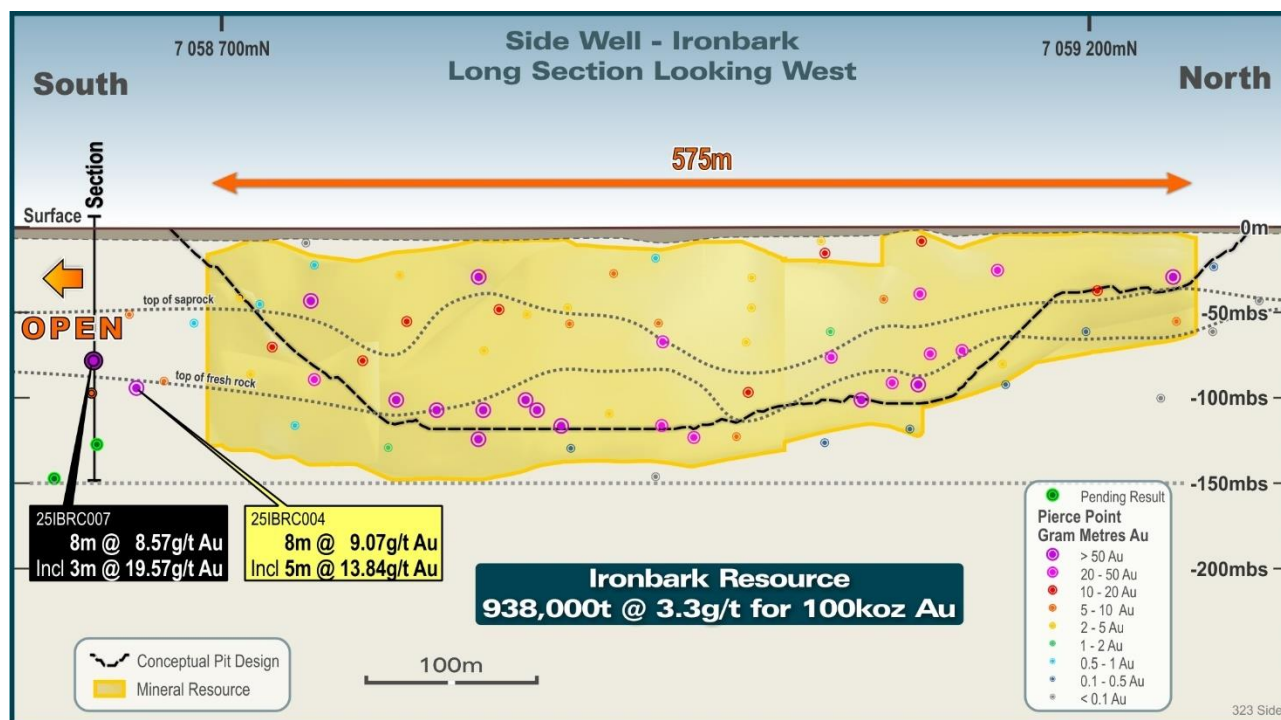 7 058 700mN
7 059 200mN
Side Well - Ironbark
Long Section Looking West
South
North
575m
Section
Surface
0m
OPEN
top of saprock
-50mbs
top of fresh rock
-100mbs
-150mbs
-200mbs
25IBRC007
8m @ 8.57g/t Au
Incl 3m @ 19.57g/t Au
25IBRC004
8m @ 9.07g/t Au
Incl 5m @ 13.84g/t Au
Ironbark Resource
938,000t @ 3.3g/t for 100koz Au
Pending Result
Pierce Point
Gram Metres Au
> 50 Au
20 - 50 Au
10 - 20 Au
5 - 10 Au
2 - 5 Au
1 - 2 Au
0.5 - 1 Au
0.1 - 0.5 Au
< 0.1 Au
Conceptual Pit Design
Mineral Resource
100m
323 Side